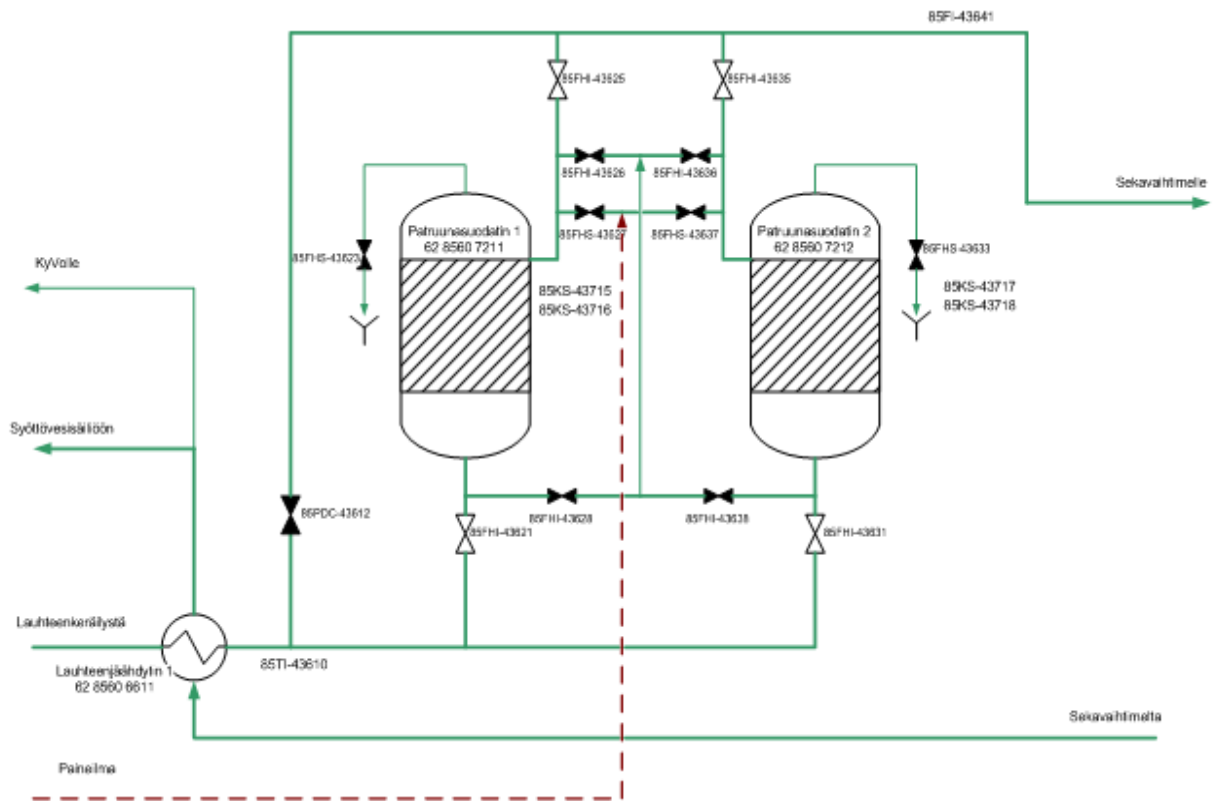 85FI-43641
85FHI-43625
85FHI-43635
85FHI-43626
85FHI-43636
Sekavaihtimelle
Patruunasuodatin 1
62 8560 7211
85FHS-43627
85FHS-43637
Patruunasuodatin 2
62 8560 7212
85FHS-43623
85FHS-43633
KyVolle
85KS-43715
85KS-43716
85KS-43717
85KS-43718
Syöttövesisäiliöön
85PDC-43612
85FHI-43628
85FHI-43638
85FHI-43621
85FHI-43631
Lauhteenkeräilystä
Lauhteenjäähdytin 1
62 8560 6611
85TI-43610
Sekavaihtimelta
Paineilma